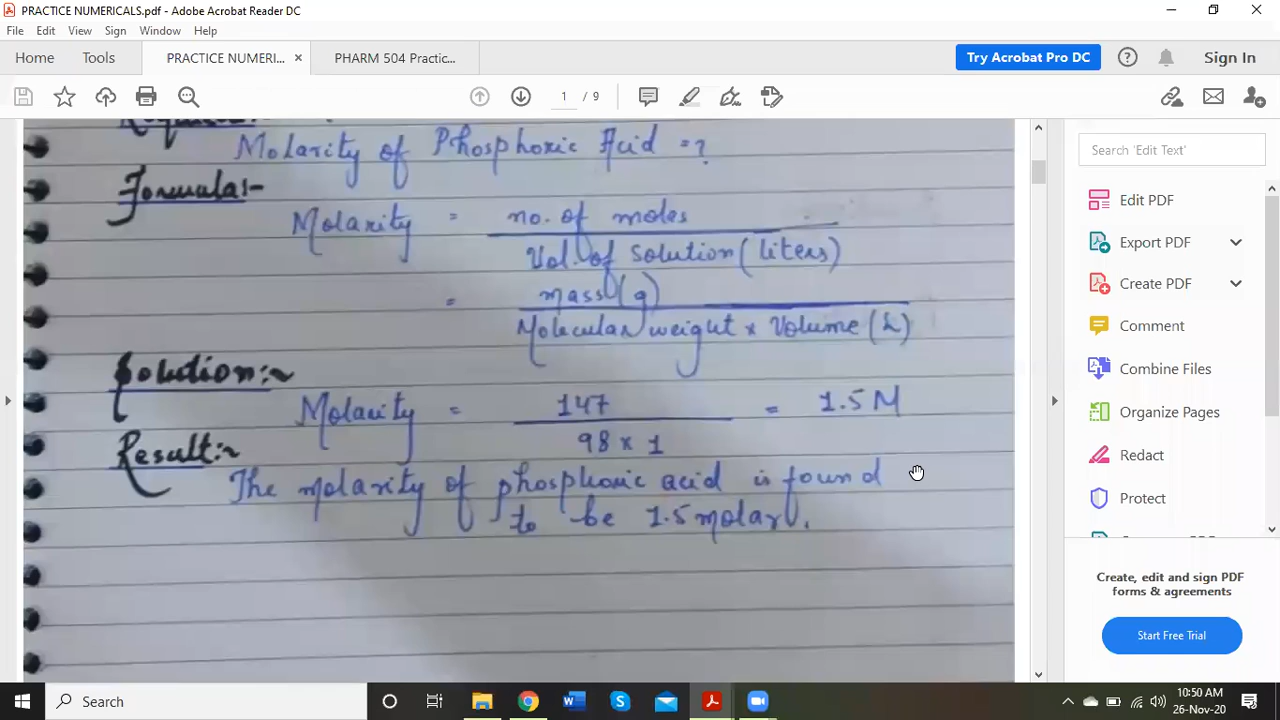 PRACTICE NUMERICALS.pdf - Adobe Acrobat Reader DC
File Edit View Sign Window Help
Home Tools PRACTICE NUMERI... × PHARM 504 Practic... Try Acrobat Pro DC Sign In
1 / 9
Molarity of Phosphoric Acid = ?
Formula:-
Molarity = no. of moles
Vol. of solution (liters)
= mass (g)
Molecular weight × Volume (L)
Solution:~
Molarity = 147 = 1.5 M
98 × 1
Result:~
The molarity of phosphoric acid is found
to be 1.5 molar.
Search 'Edit Text'
Edit PDF
Export PDF
Create PDF
Comment
Combine Files
Organize Pages
Redact
Protect
Create, edit and sign PDF
forms & agreements
Start Free Trial
Search
10:50 AM
26-Nov-20